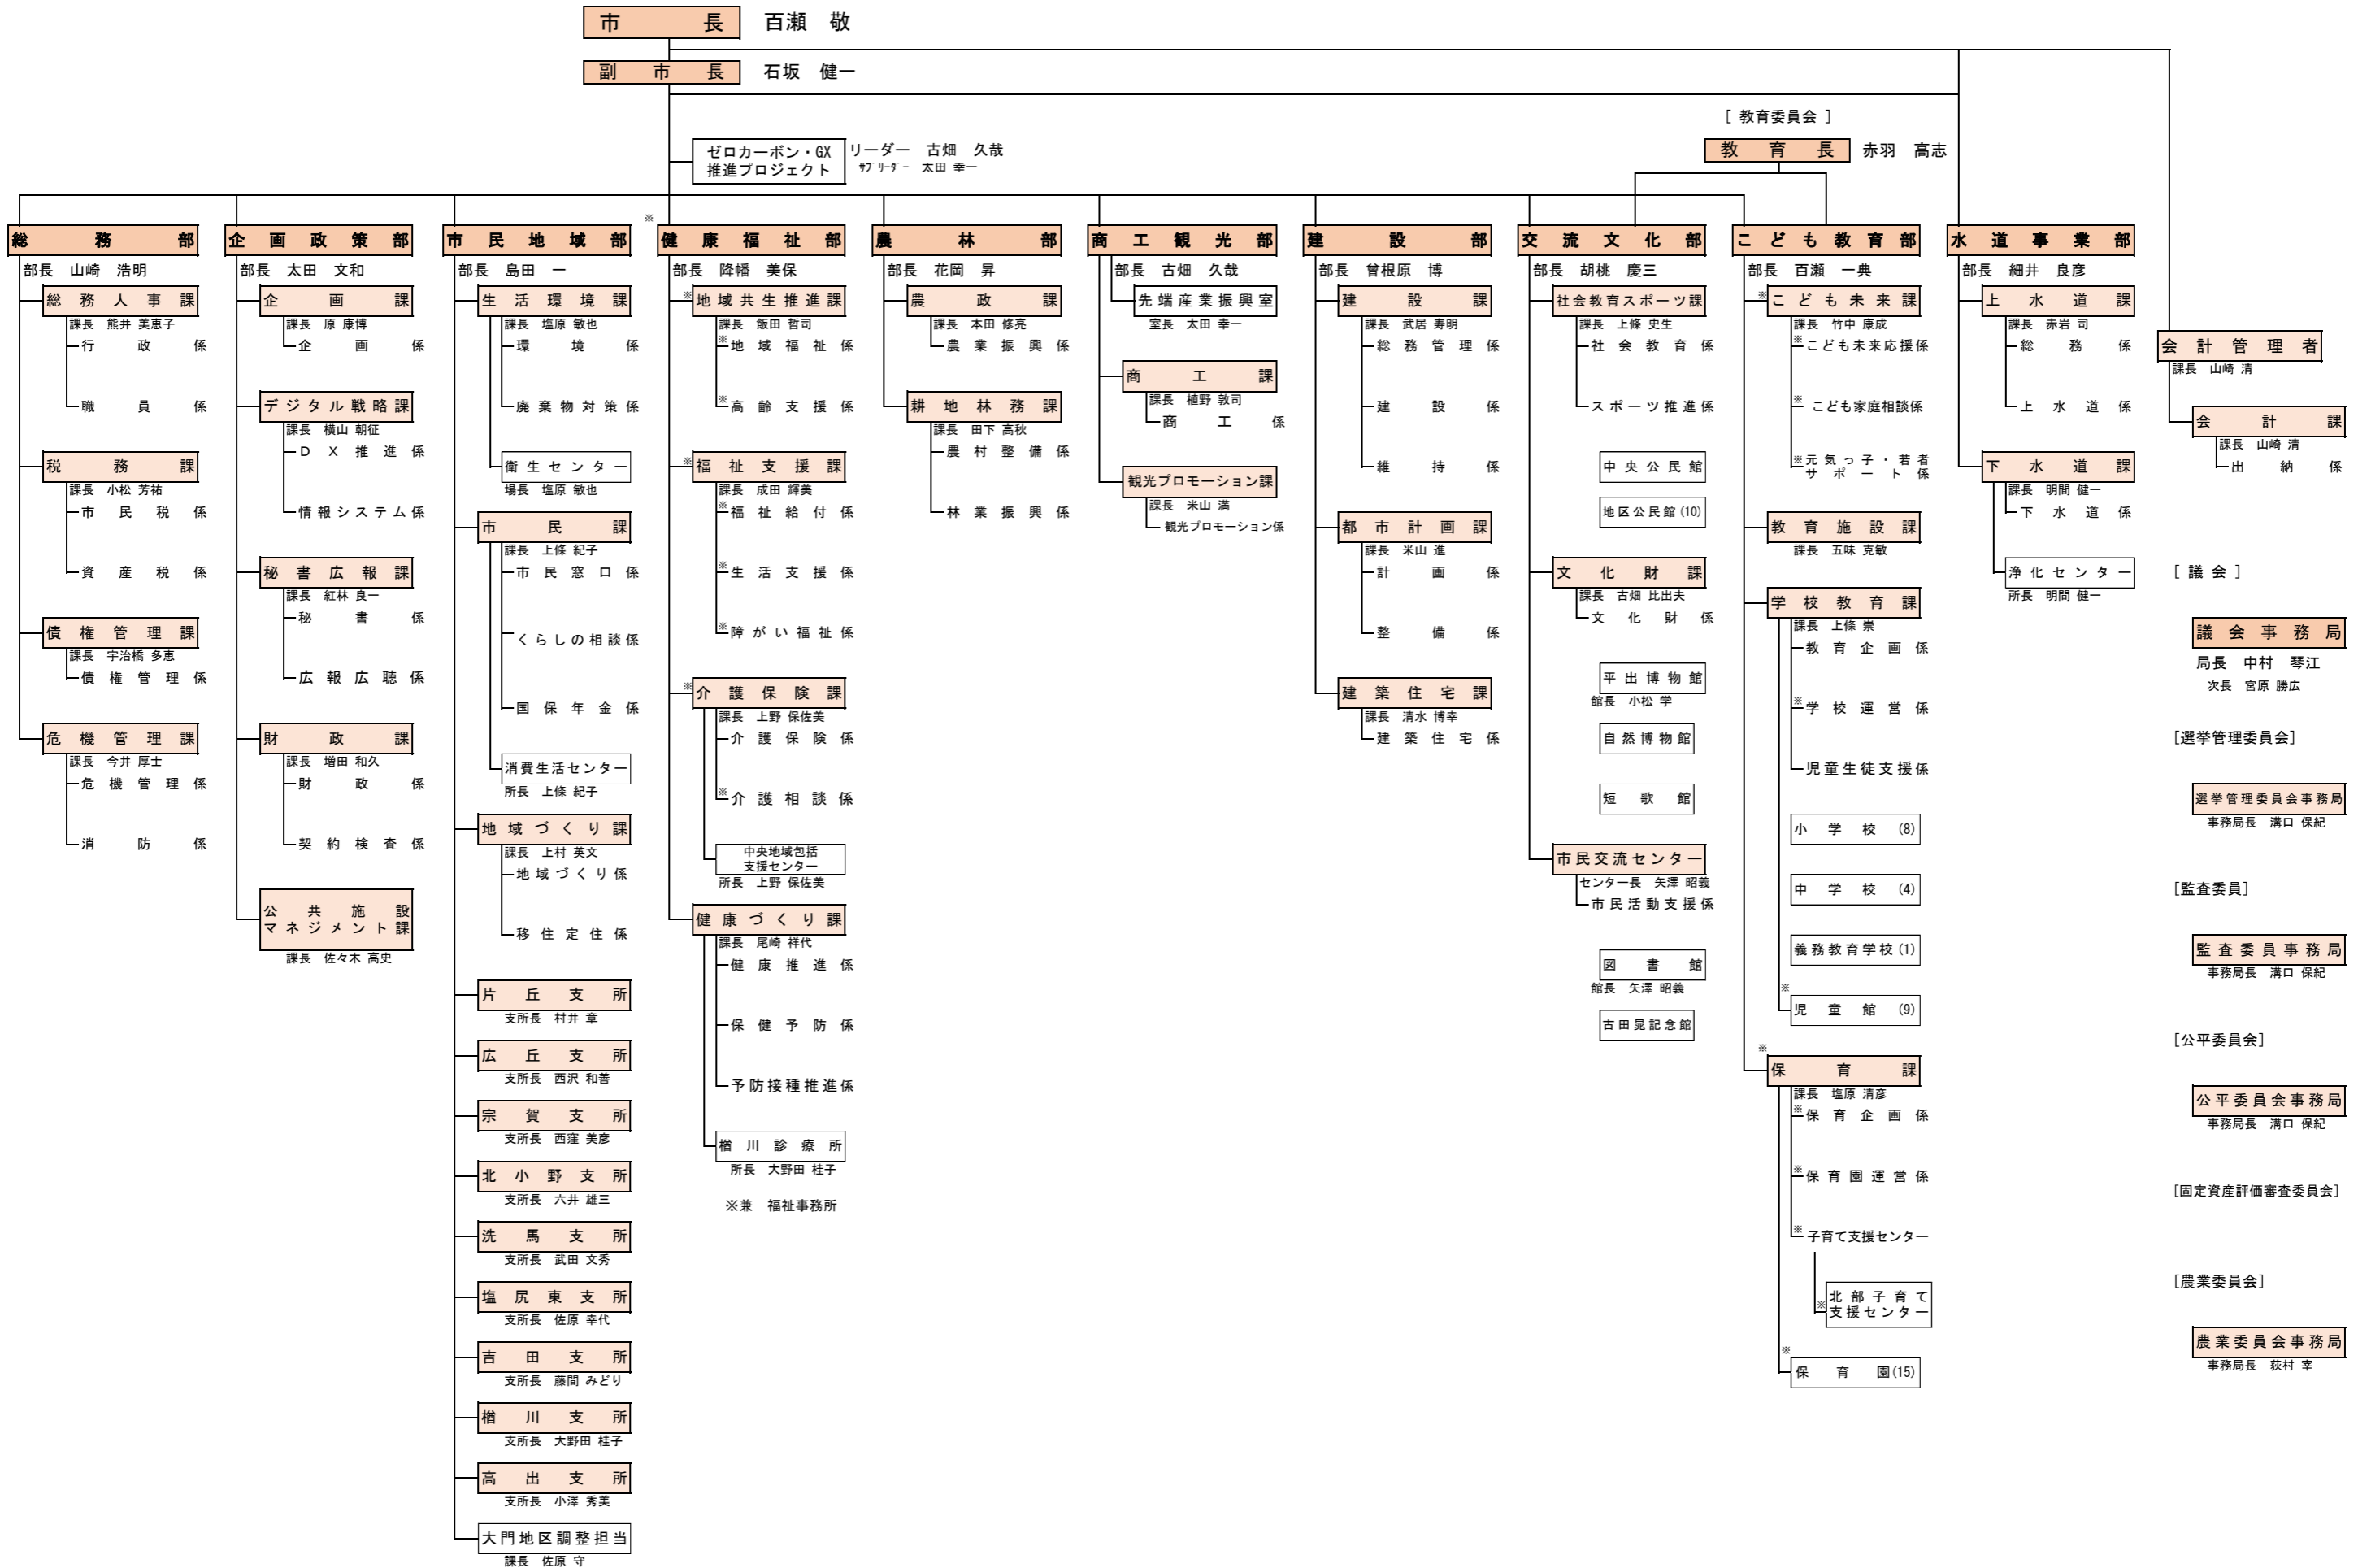 市長 百瀬 敬
副市長 石坂 健一
[ 教育委員会 ]
教育長 赤羽 高志
ゼロカーボン・GX
推進プロジェクト
リーダー 古畑 久哉
ｻﾌﾞﾘｰﾀﾞｰ 太田 幸一
総務部
部長 山崎 浩明
総務人事課
課長 熊井 美恵子
行政係
職員係
税務課
課長 小松 芳祐
市民税係
資産税係
債権管理課
課長 宇治橋 多恵
債権管理係
危機管理課
課長 今井 厚士
危機管理係
消防係
企画政策部
部長 太田 文和
企画課
課長 原 康博
企画係
デジタル戦略課
課長 横山 朝征
ＤＸ推進係
情報システム係
秘書広報課
課長 紅林 良一
秘書係
広報広聴係
財政課
課長 増田 和久
財政係
契約検査係
公共施設
マネジメント課
課長 佐々木 高史
市民地域部
部長 島田 一
生活環境課
課長 塩原 敏也
環境係
廃棄物対策係
衛生センター
場長 塩原 敏也
市民課
課長 上條 紀子
市民窓口係
くらしの相談係
国保年金係
消費生活センター
所長 上條 紀子
地域づくり課
課長 上村 英文
地域づくり係
移住定住係
片丘支所
支所長 村井 章
広丘支所
支所長 西沢 和善
宗賀支所
支所長 西窪 美彦
北小野支所
支所長 六井 雄三
洗馬支所
支所長 武田 文秀
塩尻東支所
支所長 佐原 幸代
吉田支所
支所長 藤間 みどり
楢川支所
支所長 大野田 桂子
高出支所
支所長 小澤 秀美
大門地区調整担当
課長 佐原 守
※
健康福祉部
部長 降幡 美保
※地域共生推進課
課長 飯田 哲司
※地域福祉係
※高齢支援係
※福祉支援課
課長 成田 輝美
※福祉給付係
※生活支援係
※障がい福祉係
※介護保険課
課長 上野 保佐美
介護保険係
※介護相談係
中央地域包括
支援センター
所長 上野 保佐美
健康づくり課
課長 尾崎 祥代
健康推進係
保健予防係
予防接種推進係
楢川診療所
所長 大野田 桂子
※兼 福祉事務所
農林部
部長 花岡 昇
農政課
課長 本田 修亮
農業振興係
耕地林務課
課長 田下 高秋
農村整備係
林業振興係
商工観光部
部長 古畑 久哉
先端産業振興室
室長 太田 幸一
商工課
課長 植野 敦司
商工係
観光プロモーション課
課長 米山 満
観光プロモーション係
建設部
部長 曾根原 博
建設課
課長 武居 寿明
総務管理係
建設係
維持係
都市計画課
課長 米山 進
計画係
整備係
建築住宅課
課長 清水 博幸
建築住宅係
交流文化部
部長 胡桃 慶三
社会教育スポーツ課
課長 上條 史生
社会教育係
スポーツ推進係
中央公民館
地区公民館(10)
文化財課
課長 古畑 比出夫
文化財係
平出博物館
館長 小松 学
自然博物館
短歌館
市民交流センター
センター長 矢澤 昭義
市民活動支援係
図書館
館長 矢澤 昭義
古田晁記念館
こども教育部
部長 百瀬 一典
※こども未来課
課長 竹中 康成
※こども未来応援係
※こども家庭相談係
※元気っ子・若者
サポート係
教育施設課
課長 五味 克敏
学校教育課
課長 上條 崇
教育企画係
※学校運営係
児童生徒支援係
小学校(8)
中学校(4)
義務教育学校(1)
※
児童館(9)
※
保育課
課長 塩原 清彦
※保育企画係
※保育園運営係
※子育て支援センター
※北部子育て
支援センター
※
保育園(15)
水道事業部
部長 細井 良彦
上水道課
課長 赤岩 司
総務係
上水道係
下水道課
課長 明間 健一
下水道係
浄化センター
所長 明間 健一
会計管理者
課長 山崎 清
会計課
課長 山崎 清
出納係
[ 議会 ]
議会事務局
局長 中村 琴江
次長 宮原 勝広
[選挙管理委員会]
選挙管理委員会事務局
事務局長 溝口 保紀
[監査委員]
監査委員事務局
事務局長 溝口 保紀
[公平委員会]
公平委員会事務局
事務局長 溝口 保紀
[固定資産評価審査委員会]
[農業委員会]
農業委員会事務局
事務局長 荻村 宰